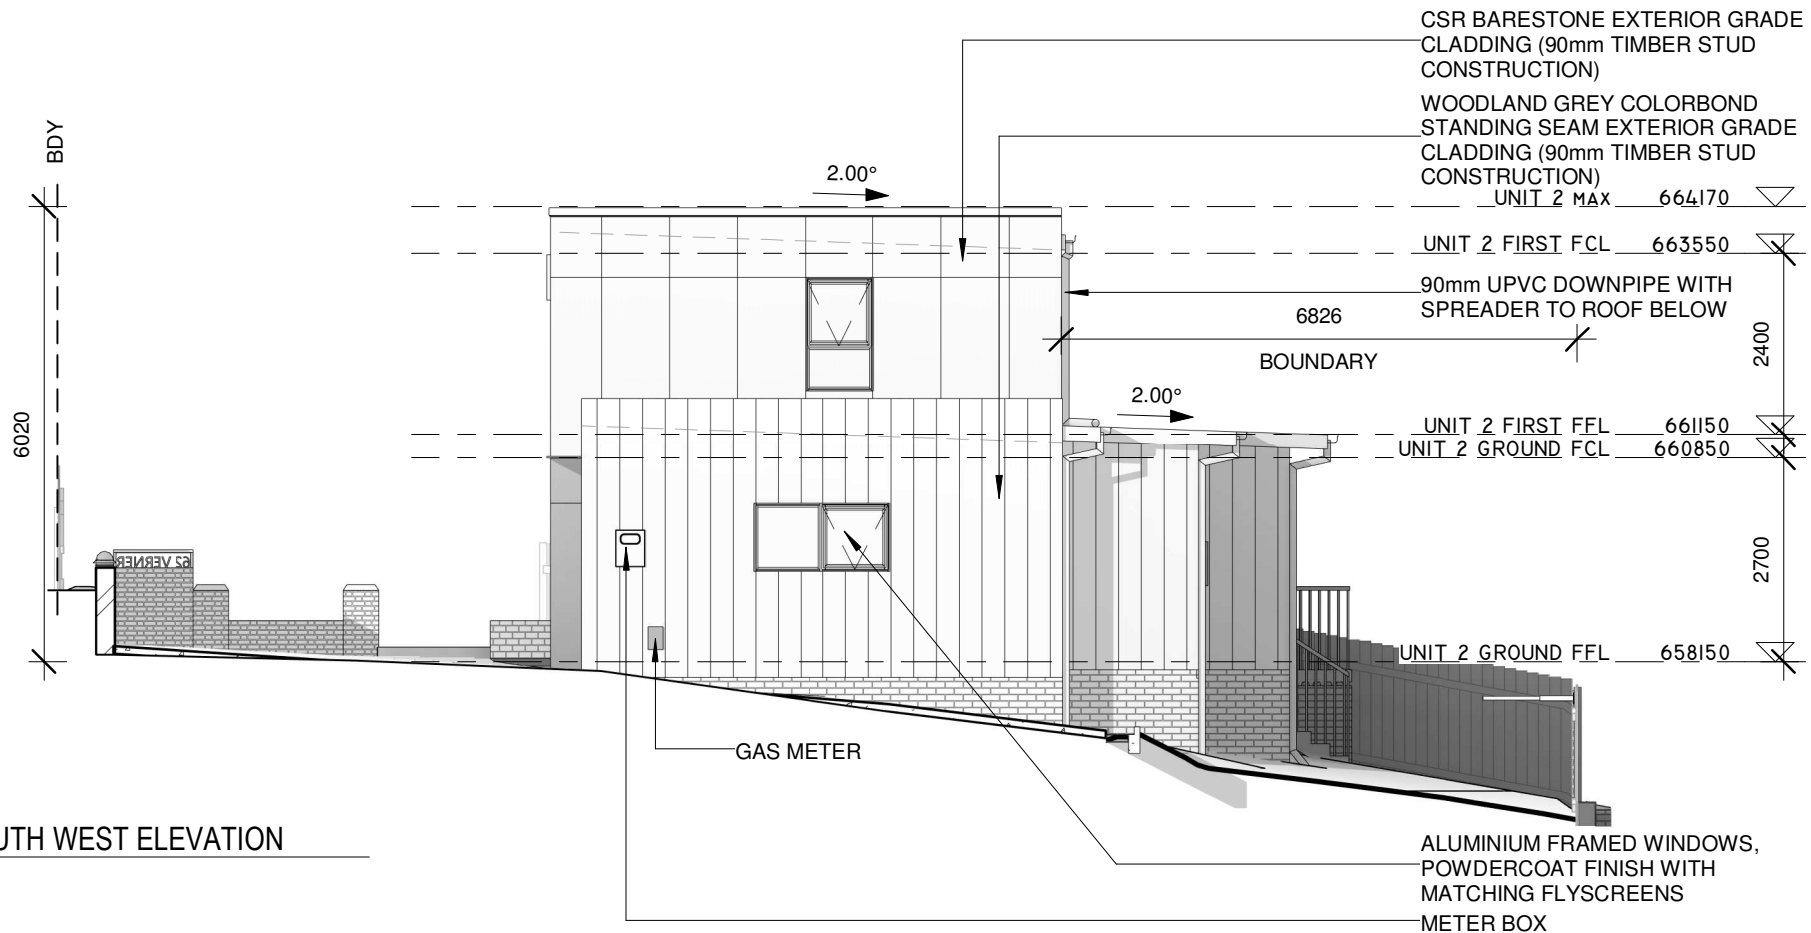 CSR BARESTONE EXTERIOR GRADE
CLADDING (90mm TIMBER STUD
CONSTRUCTION)
WOODLAND GREY COLORBOND
STANDING SEAM EXTERIOR GRADE
CLADDING (90mm TIMBER STUD
CONSTRUCTION)
BDY
2.00°
UNIT 2 MAX 664170
UNIT 2 FIRST FCL 663550
90mm UPVC DOWNPIPE WITH
SPREADER TO ROOF BELOW
6826
BOUNDARY
2400
2.00°
6020
UNIT 2 FIRST FFL 661150
UNIT 2 GROUND FCL 660850
2700
62 VERNER
UNIT 2 GROUND FFL 658150
GAS METER
UTH WEST ELEVATION
ALUMINIUM FRAMED WINDOWS,
POWDERCOAT FINISH WITH
MATCHING FLYSCREENS
METER BOX